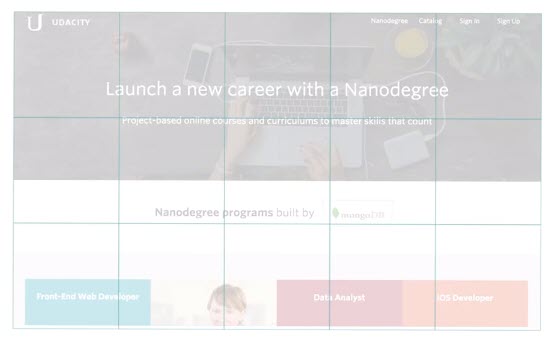 UDACITY
Nanodegree Catalog Sign In Sign Up
Launch a new career with a Nanodegree
Project-based online courses and curriculums to master skills that count
Nanodegree programs built by mongoDB
Front-End Web Developer Data Analyst iOS Developer